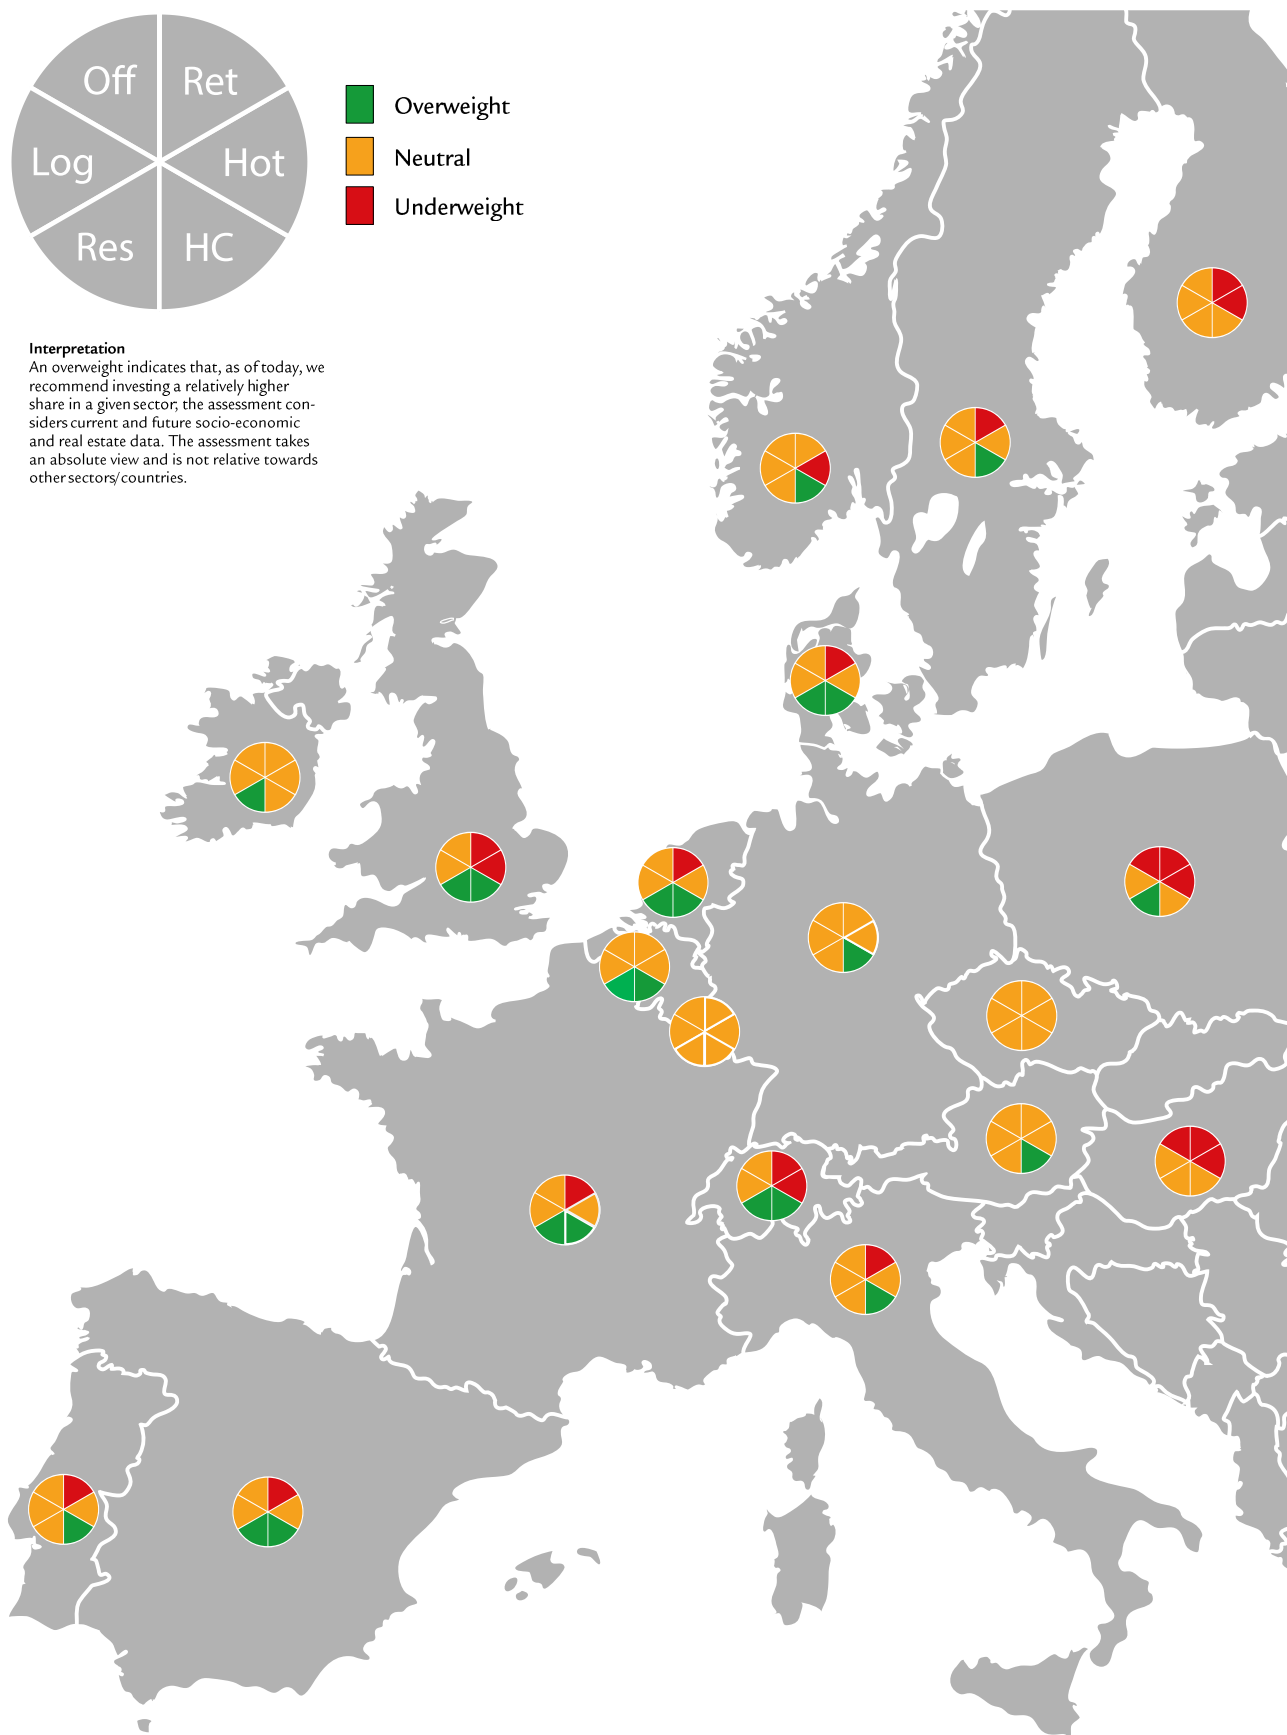 Off
Ret
Log
Hot
Res
HC
Overweight
Neutral
Underweight
Interpretation
An overweight indicates that, as of today, we
recommend investing a relatively higher
share in a given sector; the assessment con-
siders current and future socio-economic
and real estate data. The assessment takes
an absolute view and is not relative towards
other sectors/countries.